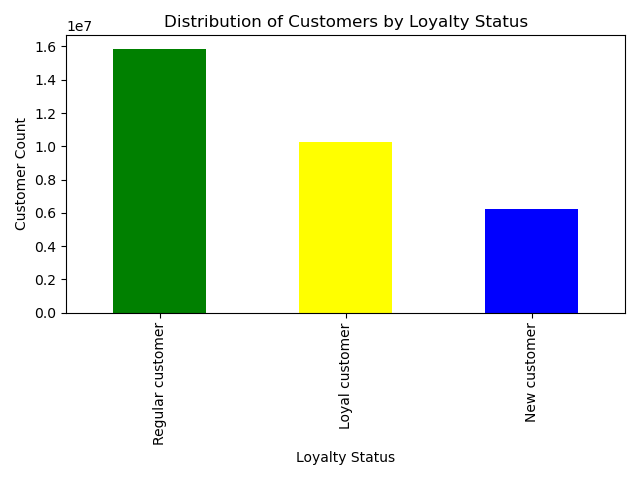 Distribution of Customers by Loyalty Status
1e7
1.6
1.4
1.2
1.0
0.8
0.6
0.4
0.2
0.0
Customer Count
Regular customer
Loyal customer
New customer
Loyalty Status